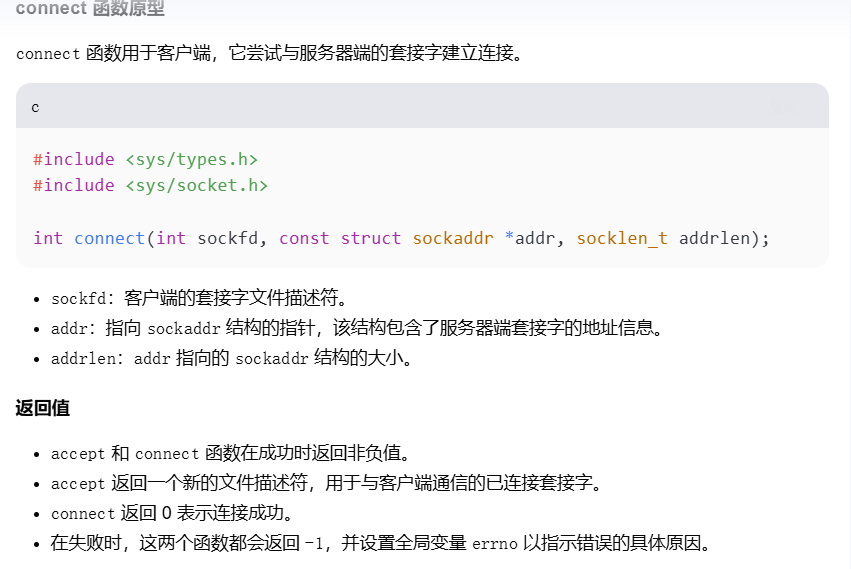 connect 函数原型
connect 函数用于客户端，它尝试与服务器端的套接字建立连接。
c
#include <sys/types.h>
#include <sys/socket.h>
int connect(int sockfd, const struct sockaddr *addr, socklen_t addrlen);
• sockfd：客户端的套接字文件描述符。
• addr：指向 sockaddr 结构的指针，该结构包含了服务器端套接字的地址信息。
• addrlen：addr 指向的 sockaddr 结构的大小。
返回值
• accept 和 connect 函数在成功时返回非负值。
• accept 返回一个新的文件描述符，用于与客户端通信的已连接套接字。
• connect 返回 0 表示连接成功。
• 在失败时，这两个函数都会返回 -1，并设置全局变量 errno 以指示错误的具体原因。